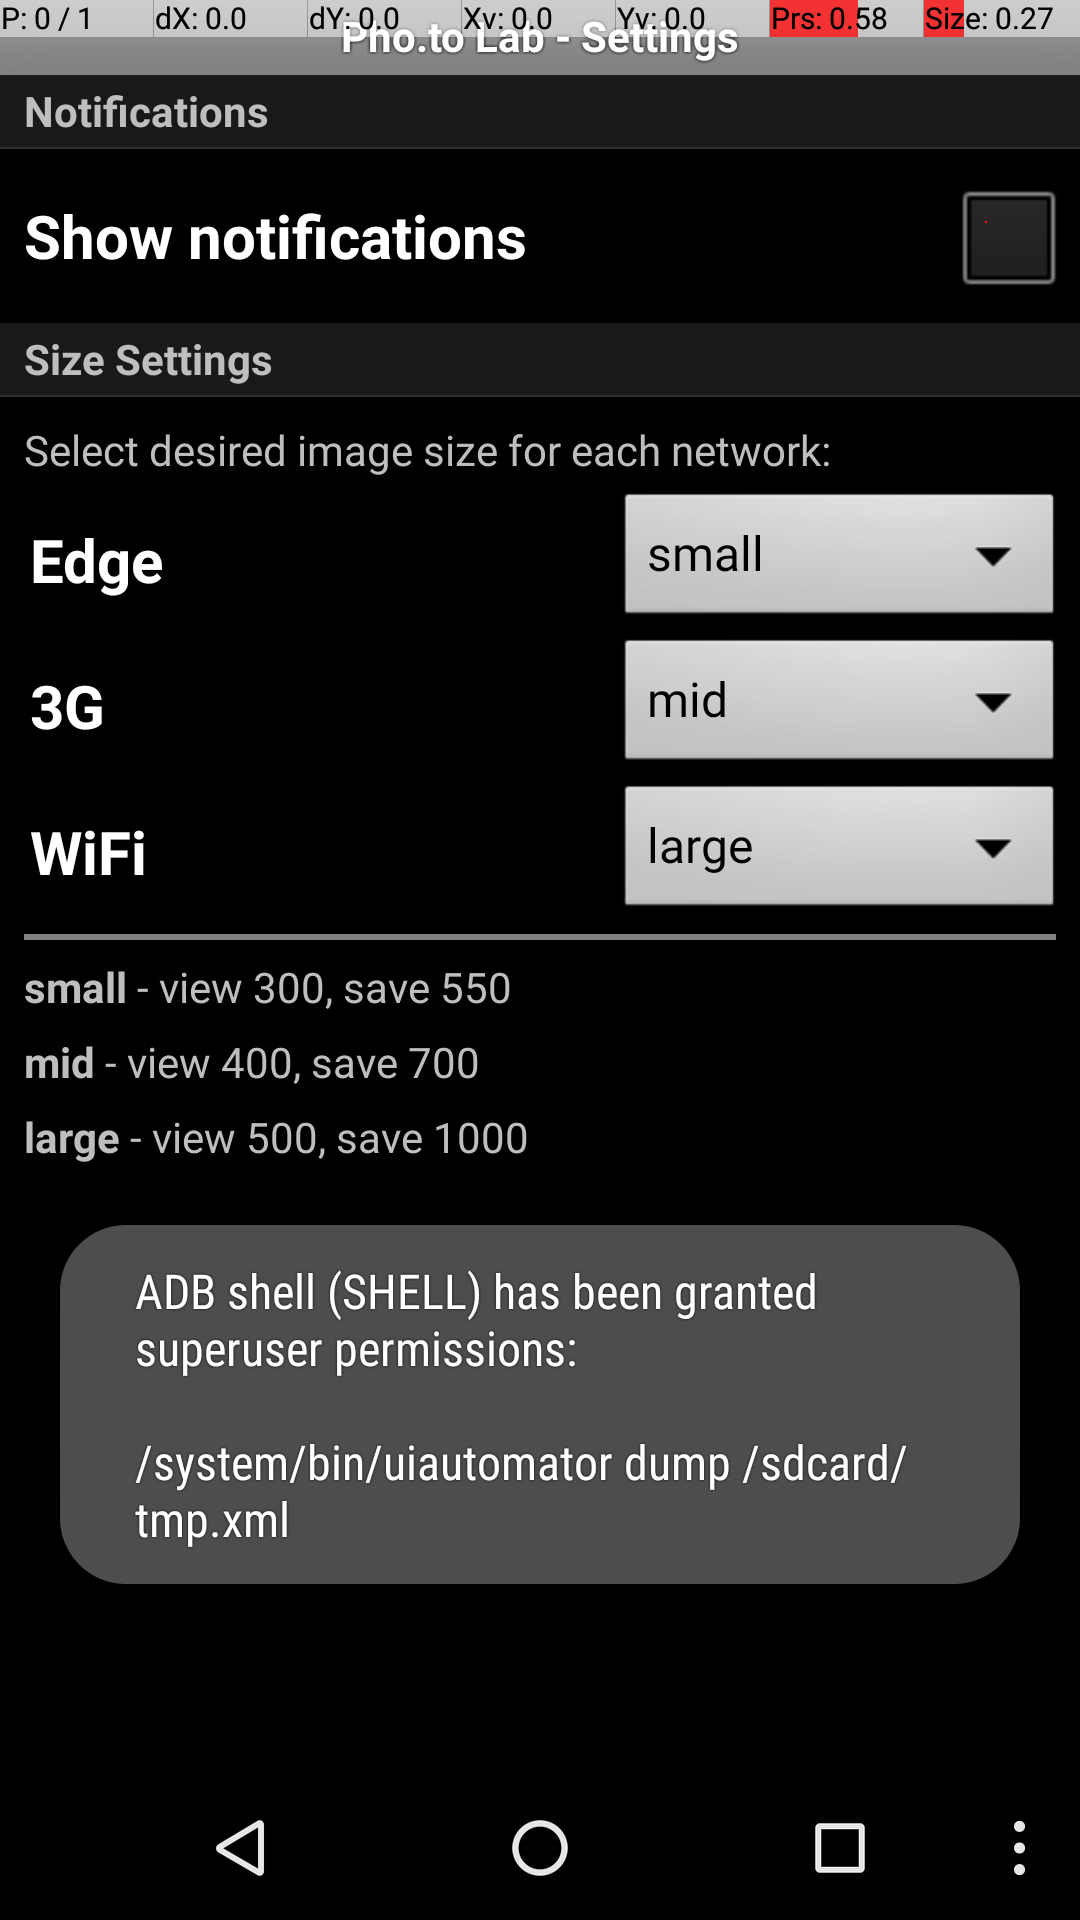 P: 0 / 1 dX: 0.0 dY: 0.0 Xv: 0.0 Yv: 0.0 Prs: 0.58 Size: 0.27
Pho.to Lab - Settings
Notifications
Show notifications
Size Settings
Select desired image size for each network:
Edge small
3G mid
WiFi large
small - view 300, save 550
mid - view 400, save 700
large - view 500, save 1000
ADB shell (SHELL) has been granted
superuser permissions:
/system/bin/uiautomator dump /sdcard/
tmp.xml